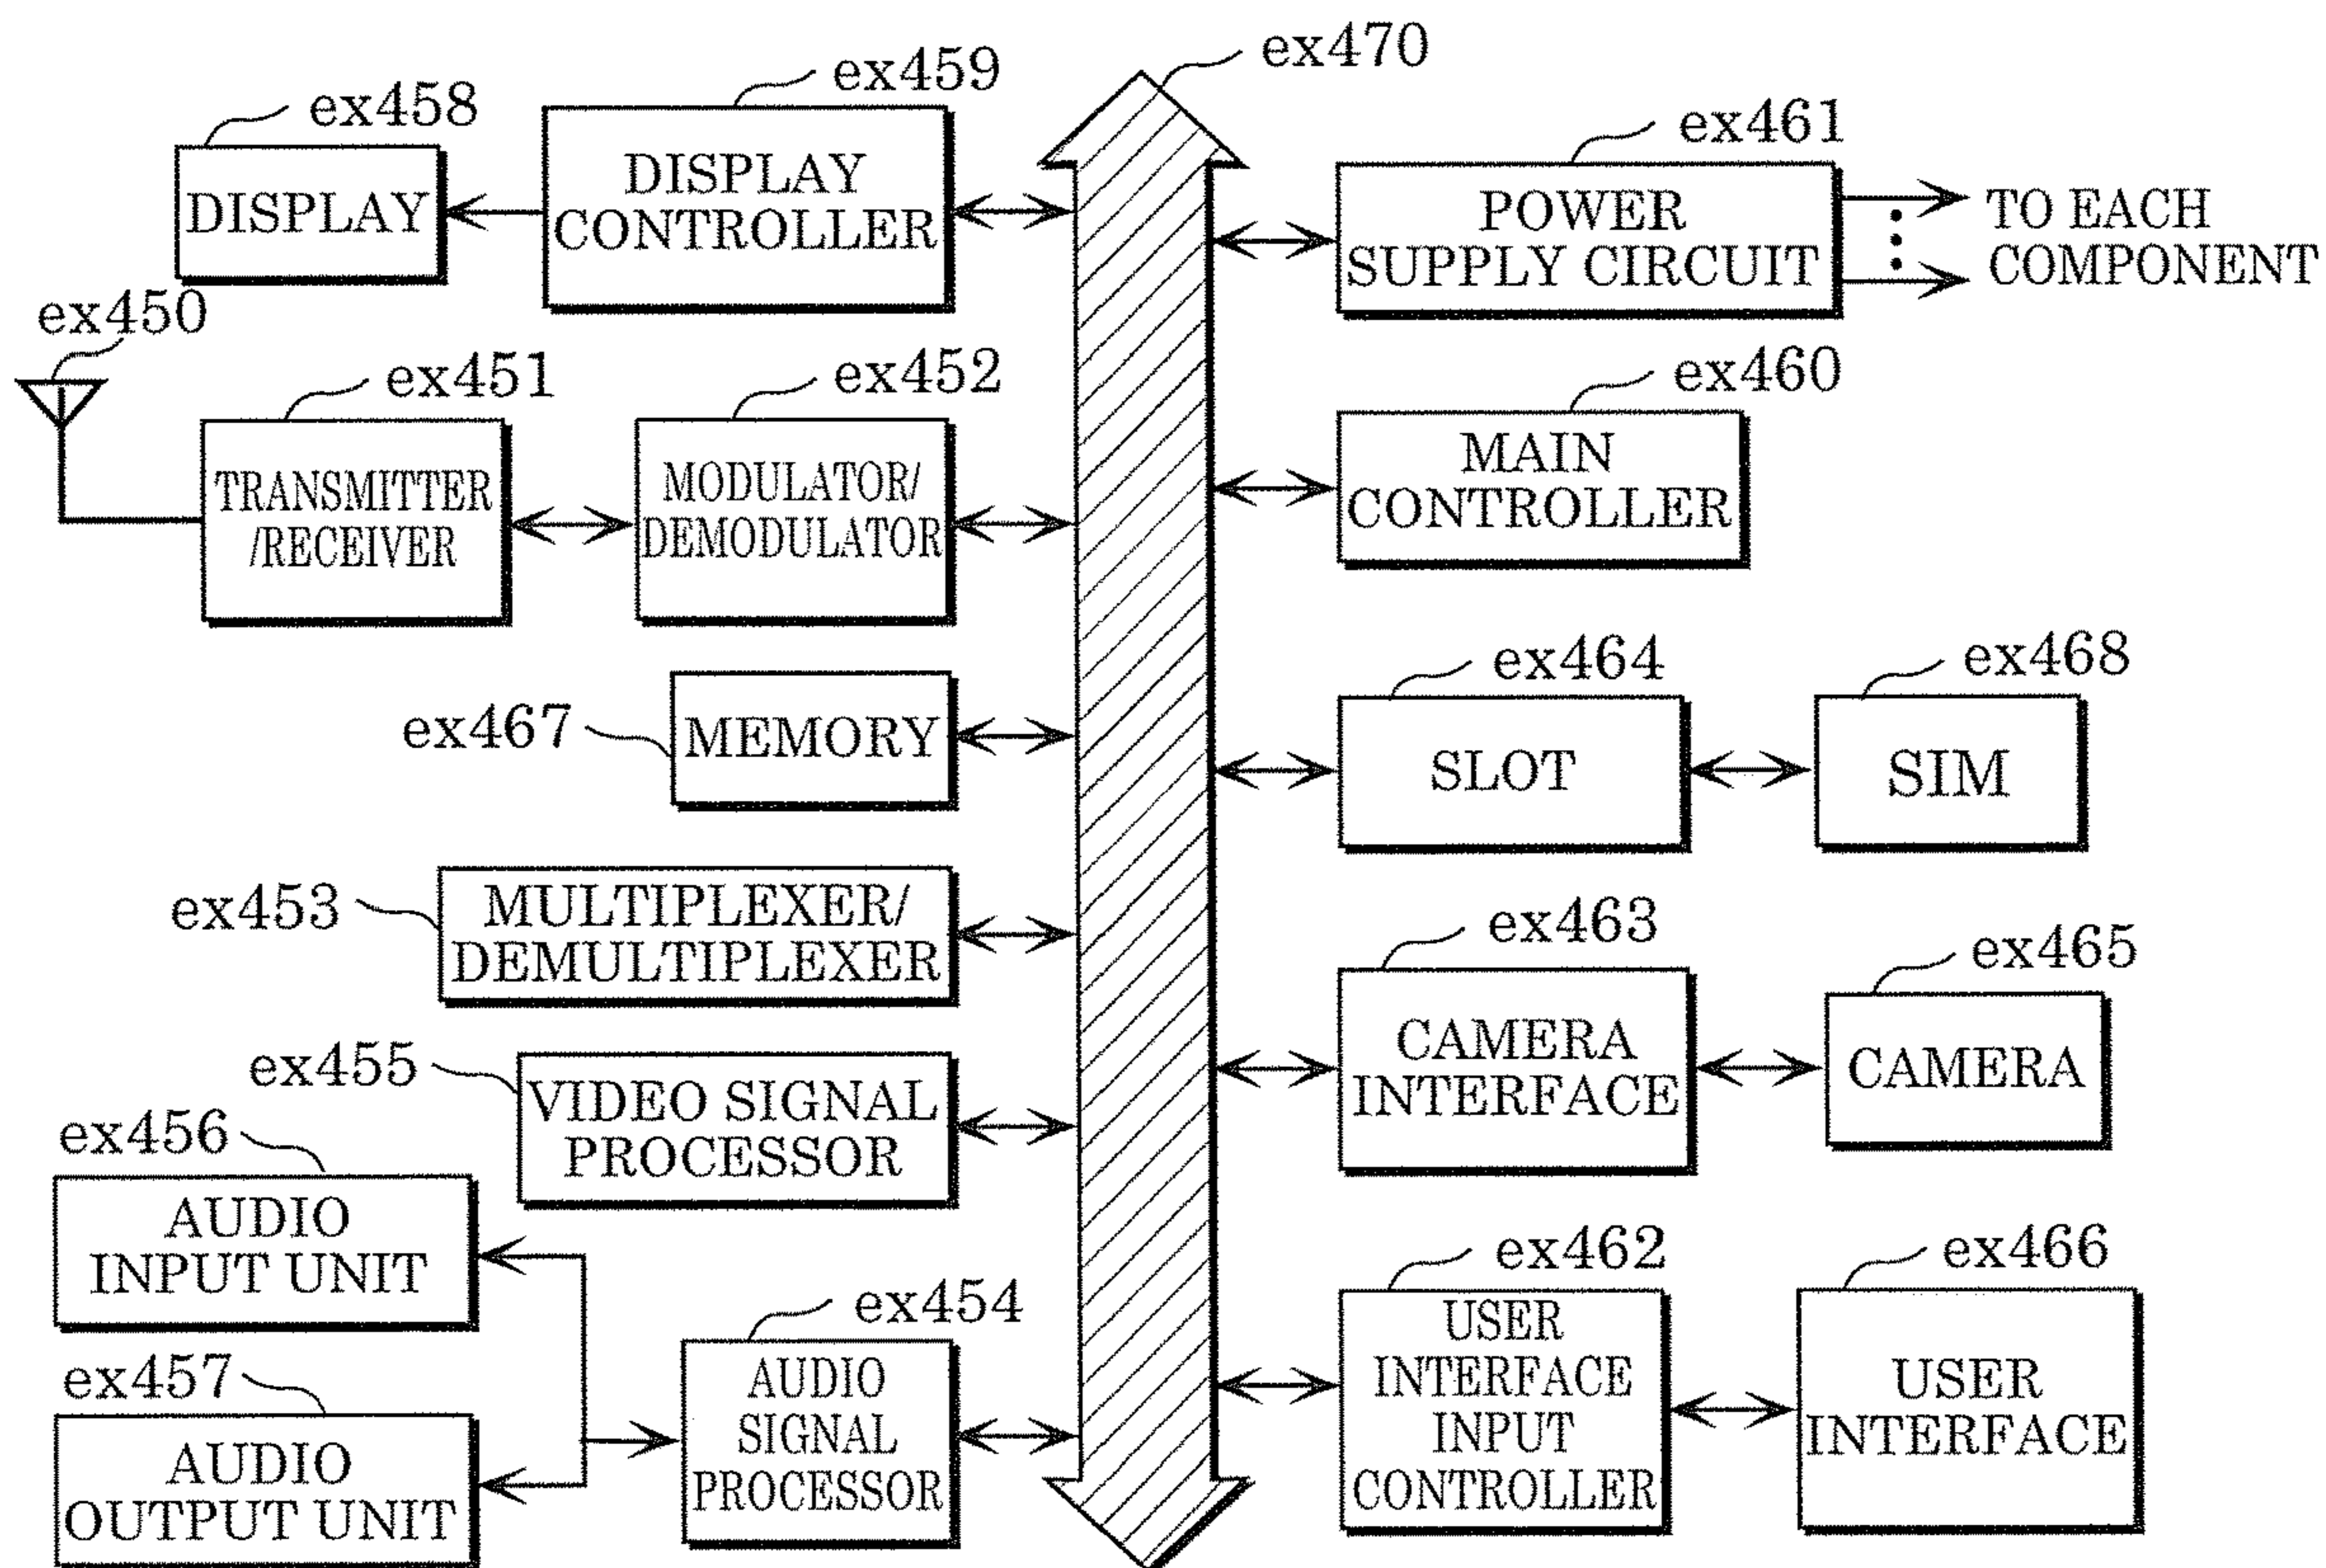 ex470
ex459
ex458
DISPLAY
CONTROLLER
DISPLAY
ex461
POWER
SUPPLY CIRCUIT
TO EACH
COMPONENT
ex450
ex451
ex452
TRANSMITTER
/RECEIVER
MODULATOR/
DEMODULATOR
ex460
MAIN
CONTROLLER
ex467
MEMORY
ex464
SLOT
ex468
SIM
ex453
MULTIPLEXER/
DEMULTIPLEXER
ex463
CAMERA
INTERFACE
ex465
CAMERA
ex455
VIDEO SIGNAL
PROCESSOR
ex456
AUDIO
INPUT UNIT
ex457
AUDIO
OUTPUT UNIT
ex454
AUDIO
SIGNAL
PROCESSOR
ex462
USER
INTERFACE
INPUT
CONTROLLER
ex466
USER
INTERFACE